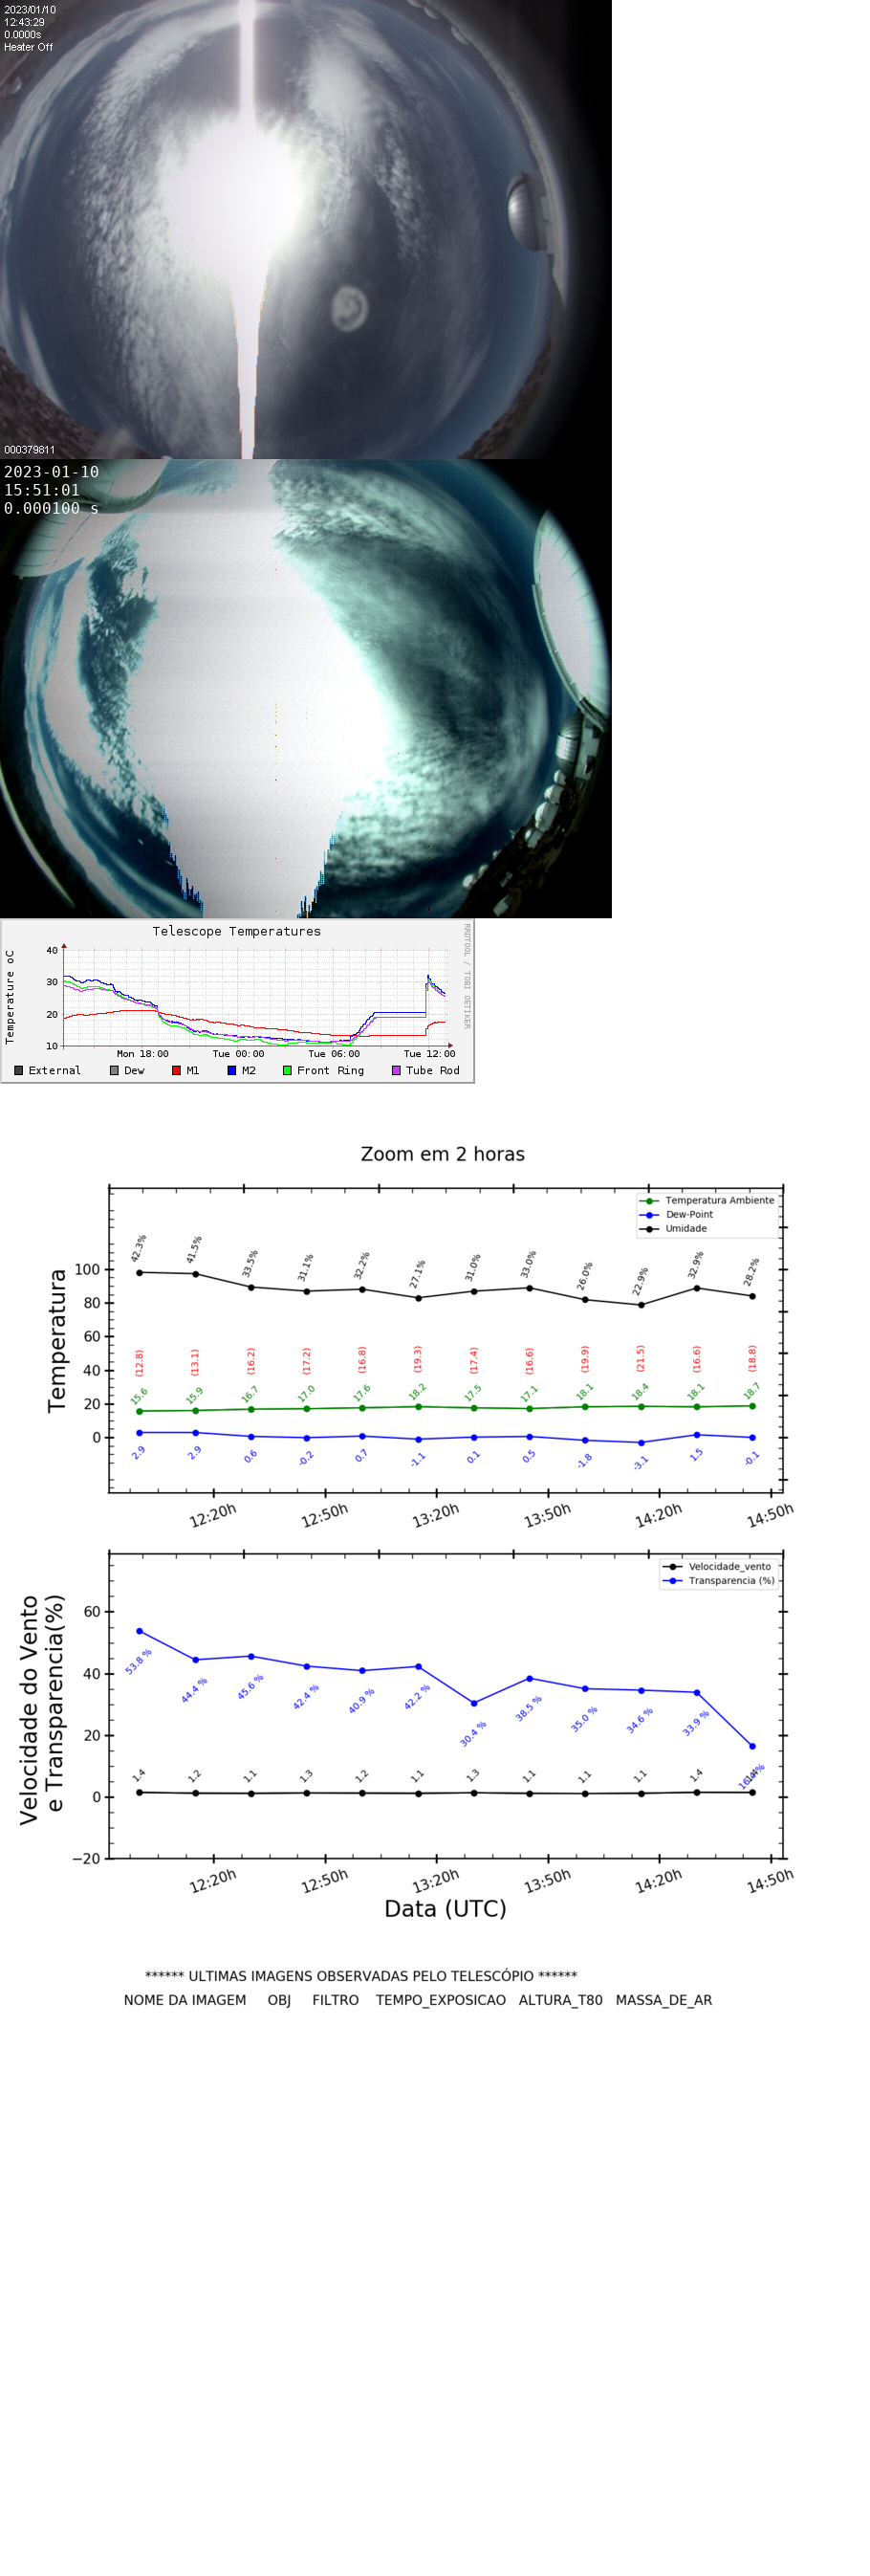 2023/01/10
12:43:29
0.0000s
Heater Off
000379811
2023-01-10
15:51:01
0.000100 s
Telescope Temperatures
RRDTOOL / TOBI OETIKER
Temperature oC
40
30
20
10
Mon 18:00 Tue 00:00 Tue 06:00 Tue 12:00
External Dew M1 M2 Front Ring Tube Rod
Zoom em 2 horas
Temperatura Ambiente
Dew-Point
Umidade
Temperatura
100
80
60
40
20
0
42.3% 41.5% 33.5% 31.1% 32.2% 27.1% 31.0% 33.0% 26.0% 22.9% 32.9% 28.2%
(12.8) (13.1) (16.2) (17.2) (16.8) (19.3) (17.4) (16.6) (19.9) (21.5) (16.6) (18.8)
15.6 15.9 16.7 17.0 17.6 18.2 17.5 17.1 18.1 18.4 18.1 18.7
2.9 2.9 0.6 -0.2 0.7 -1.1 0.1 0.5 -1.8 -3.1 1.5 -0.1
12:20h 12:50h 13:20h 13:50h 14:20h 14:50h
Velocidade_vento
Transparencia (%)
Velocidade do Vento
e Transparencia(%)
60
40
20
0
−20
53.8 % 44.4 % 45.6 % 42.4 % 40.9 % 42.2 % 30.4 % 38.5 % 35.0 % 34.6 % 33.9 %
1.4 1.2 1.1 1.3 1.2 1.1 1.3 1.1 1.1 1.1 1.4
12:20h 12:50h 13:20h 13:50h 14:20h 14:50h
Data (UTC)
****** ULTIMAS IMAGENS OBSERVADAS PELO TELESCÓPIO ******
NOME DA IMAGEM OBJ FILTRO TEMPO_EXPOSICAO ALTURA_T80 MASSA_DE_AR